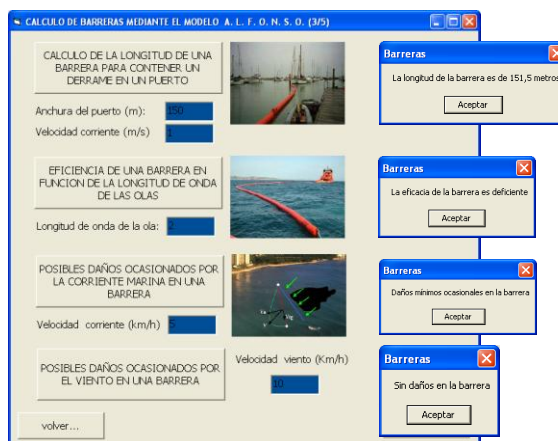 CALCULO DE BARRERAS MEDIANTE EL MODELO A. L. F. O. N. S. O. (3/5)
CALCULO DE LA LONGITUD DE UNA
BARRERA PARA CONTENER UN
DERRAME EN UN PUERTO
Anchura del puerto (m): 150
Velocidad corriente (m/s) 1
Barreras
La longitud de la barrera es de 151,5 metros
Aceptar
EFICIENCIA DE UNA BARRERA EN
FUNCION DE LA LONGITUD DE ONDA
DE LAS OLAS
Longitud de onda de la ola: 2
Barreras
La eficacia de la barrera es deficiente
Aceptar
POSIBLES DAÑOS OCASIONADOS POR
LA CORRIENTE MARINA EN UNA
BARRERA
Velocidad corriente (km/h) 5
Barreras
Daños mínimos ocasionales en la barrera
Aceptar
POSIBLES DAÑOS OCASIONADOS POR
EL VIENTO EN UNA BARRERA
Velocidad viento (Km/h)
10
Barreras
Sin daños en la barrera
Aceptar
volver...